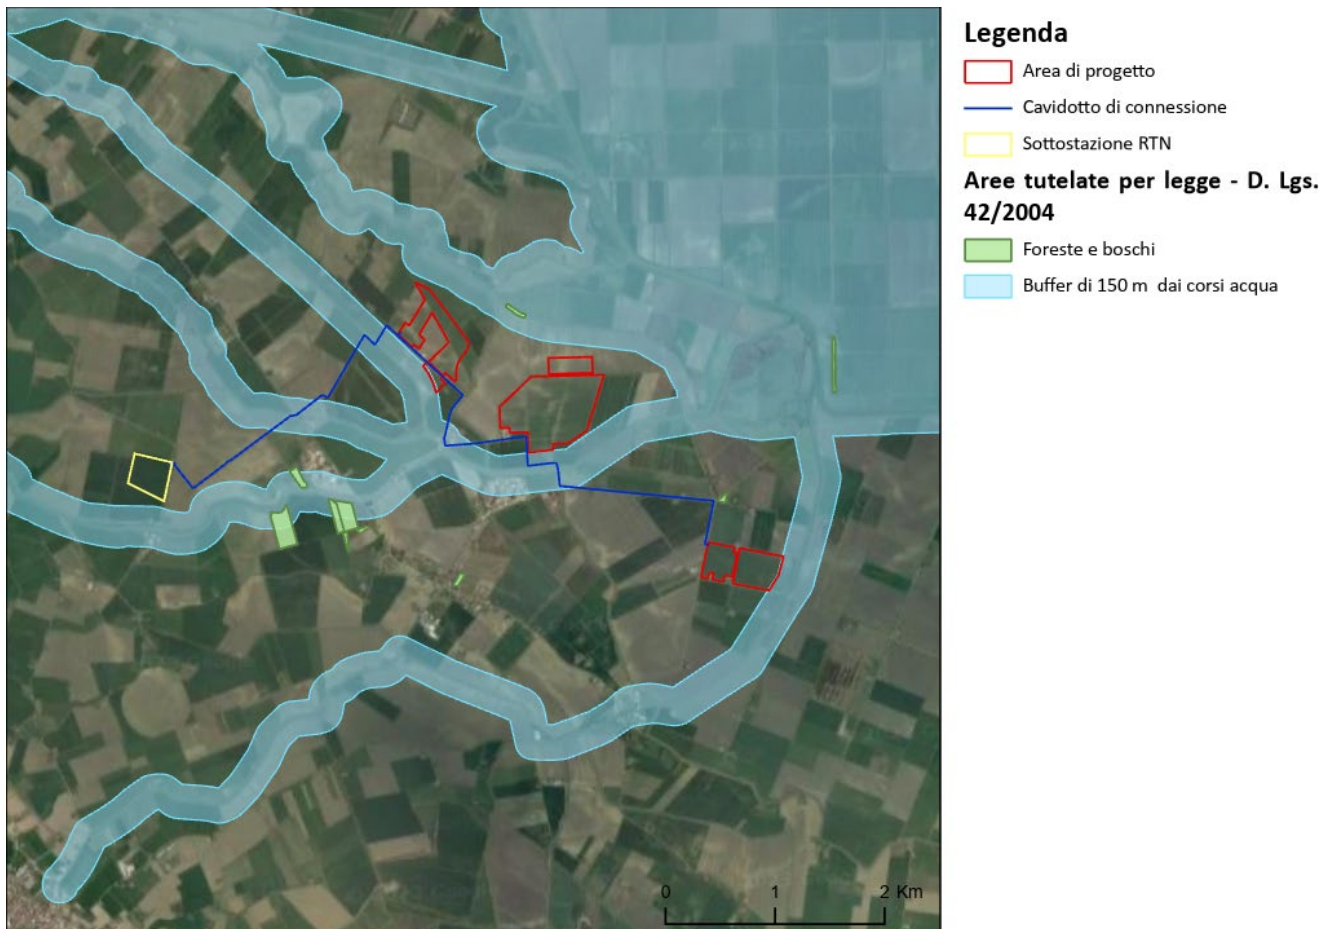 Legenda
Area di progetto
Cavidotto di connessione
Sottostazione RTN
Aree tutelate per legge - D. Lgs.
42/2004
Foreste e boschi
Buffer di 150 m dai corsi acqua
0 1 2 Km